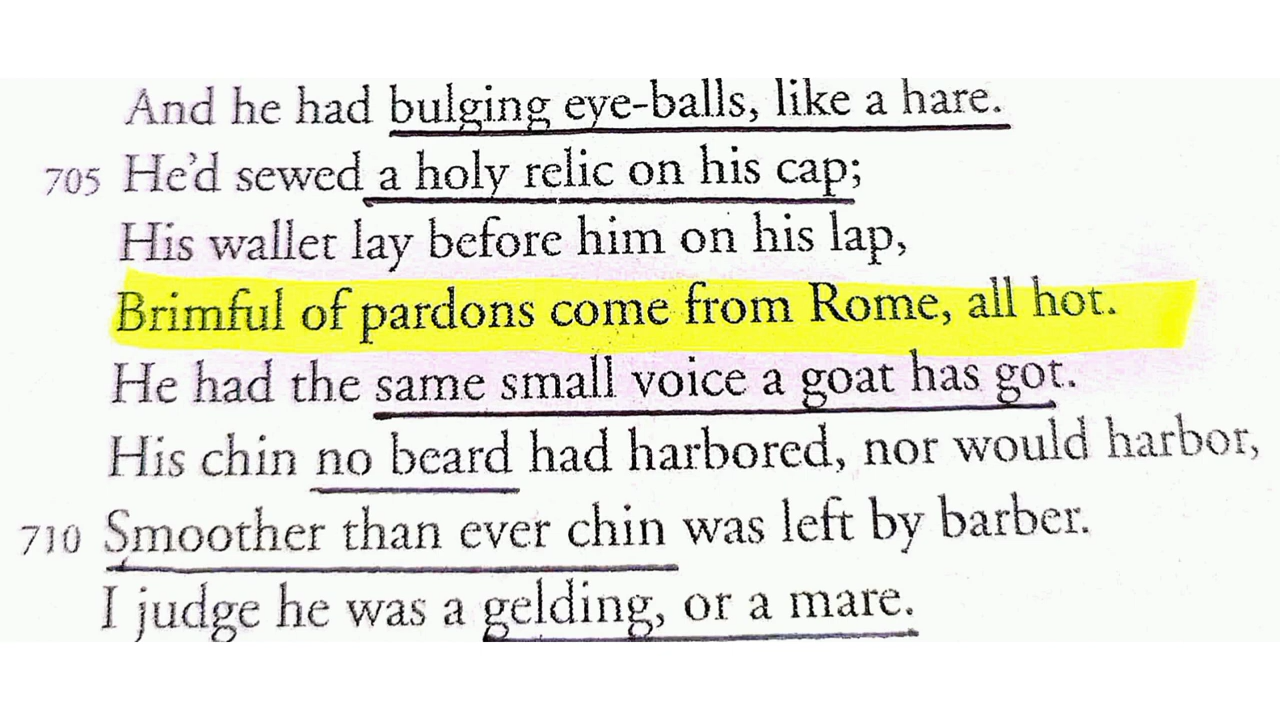 And he had bulging eye-balls, like a hare.
705 He'd sewed a holy relic on his cap;
His wallet lay before him on his lap,
Brimful of pardons come from Rome, all hot.
He had the same small voice a goat has got.
His chin no beard had harbored, nor would harbor,
710 Smoother than ever chin was left by barber.
I judge he was a gelding, or a mare.